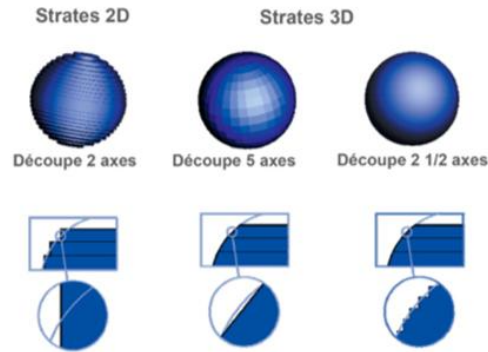 Strates 2D
Strates 3D
Découpe 2 axes
Découpe 5 axes
Découpe 2 1/2 axes